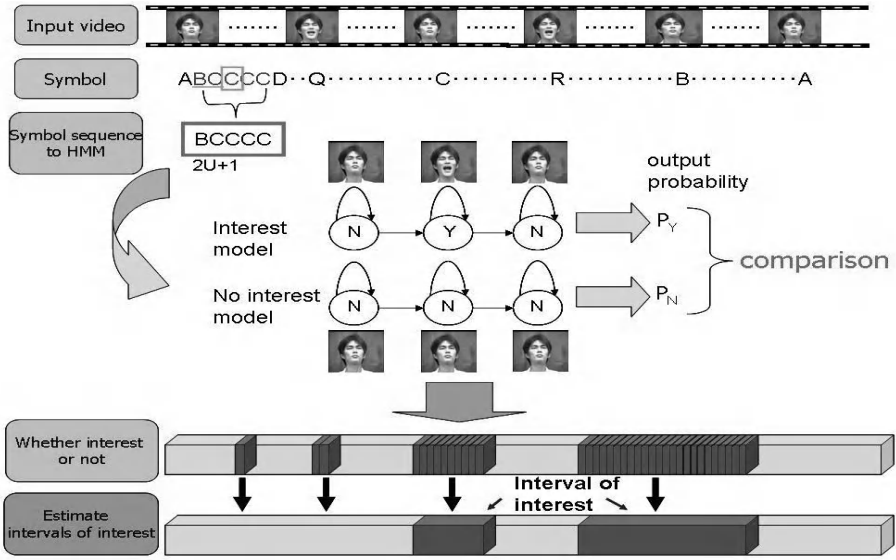 Input video
Symbol
ABCCCCCD··Q·········C·········R·········B·········A
Symbol sequence
to HMM
BCCCC
2U+1
output
probability
Interest
model
N
Y
N
P_Y
comparison
No interest
model
N
N
N
P_N
Whether interest
or not
Interval of
interest
Estimate
intervals of interest